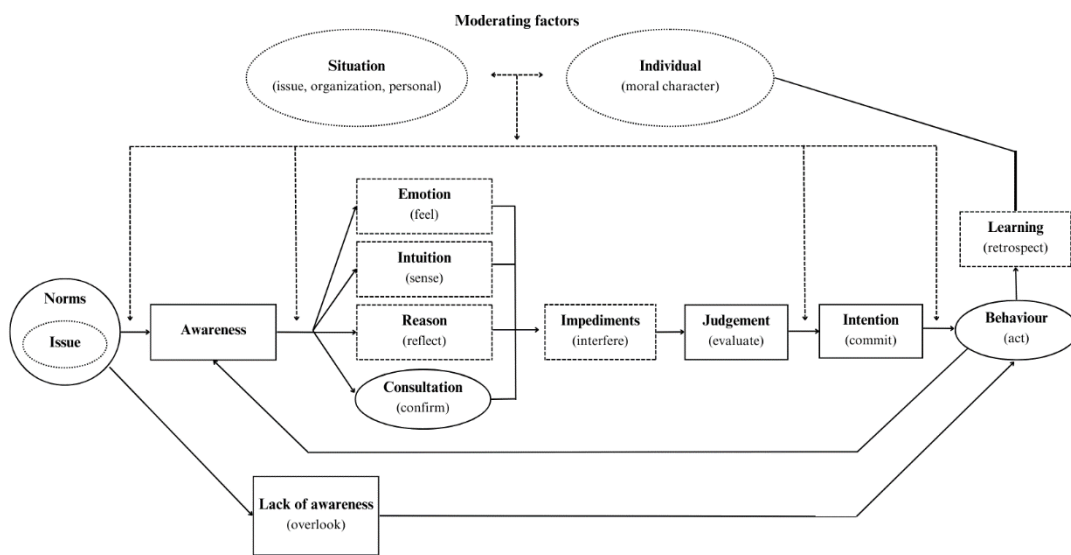 Moderating factors
Situation
(issue, organization, personal)
Individual
(moral character)
Emotion
(feel)
Intuition
(sense)
Reason
(reflect)
Consultation
(confirm)
Norms
Issue
Awareness
Impediments
(interfere)
Judgement
(evaluate)
Intention
(commit)
Learning
(retrospect)
Behaviour
(act)
Lack of awareness
(overlook)